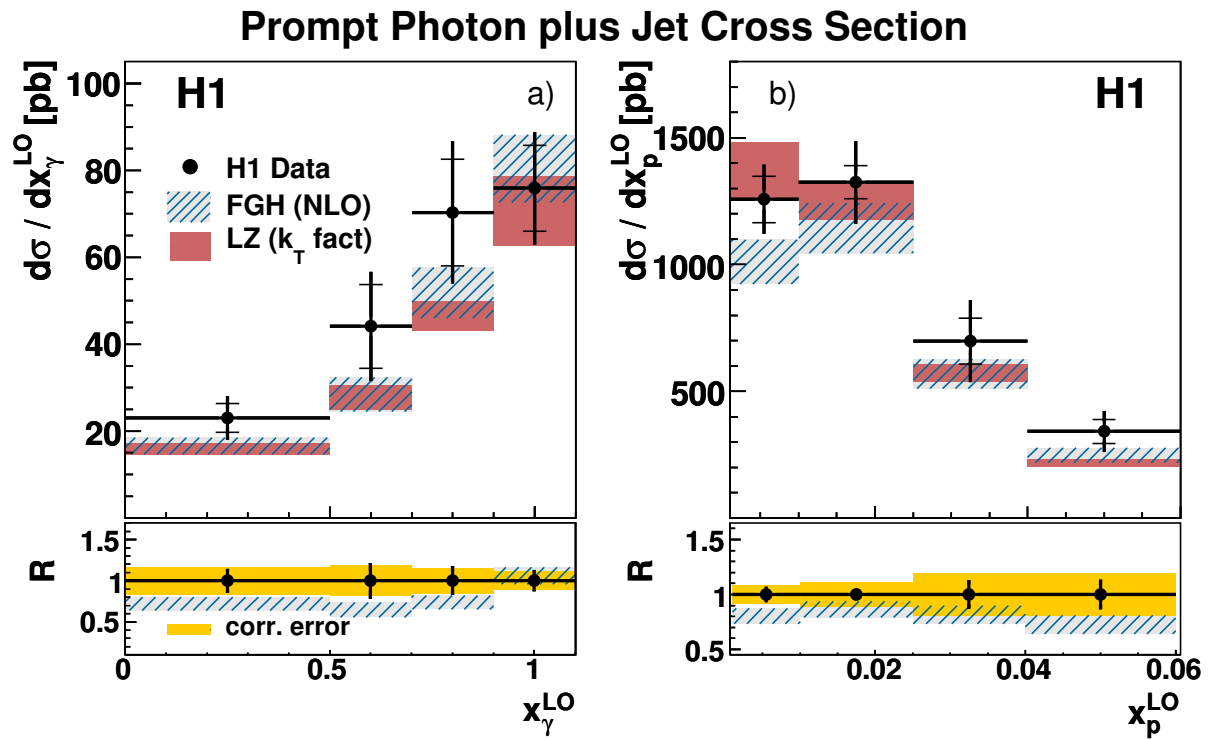 Prompt Photon plus Jet Cross Section
dσ / dx_γ^LO [pb]
100
80
60
40
20
H1
a)
H1 Data
FGH (NLO)
LZ (k_T fact)
R
1.5
1
0.5
corr. error
0
0.5
1
x_γ^LO
dσ / dx_p^LO [pb]
1500
1000
500
b)
H1
R
1.5
1
0.5
0.02
0.04
0.06
x_p^LO